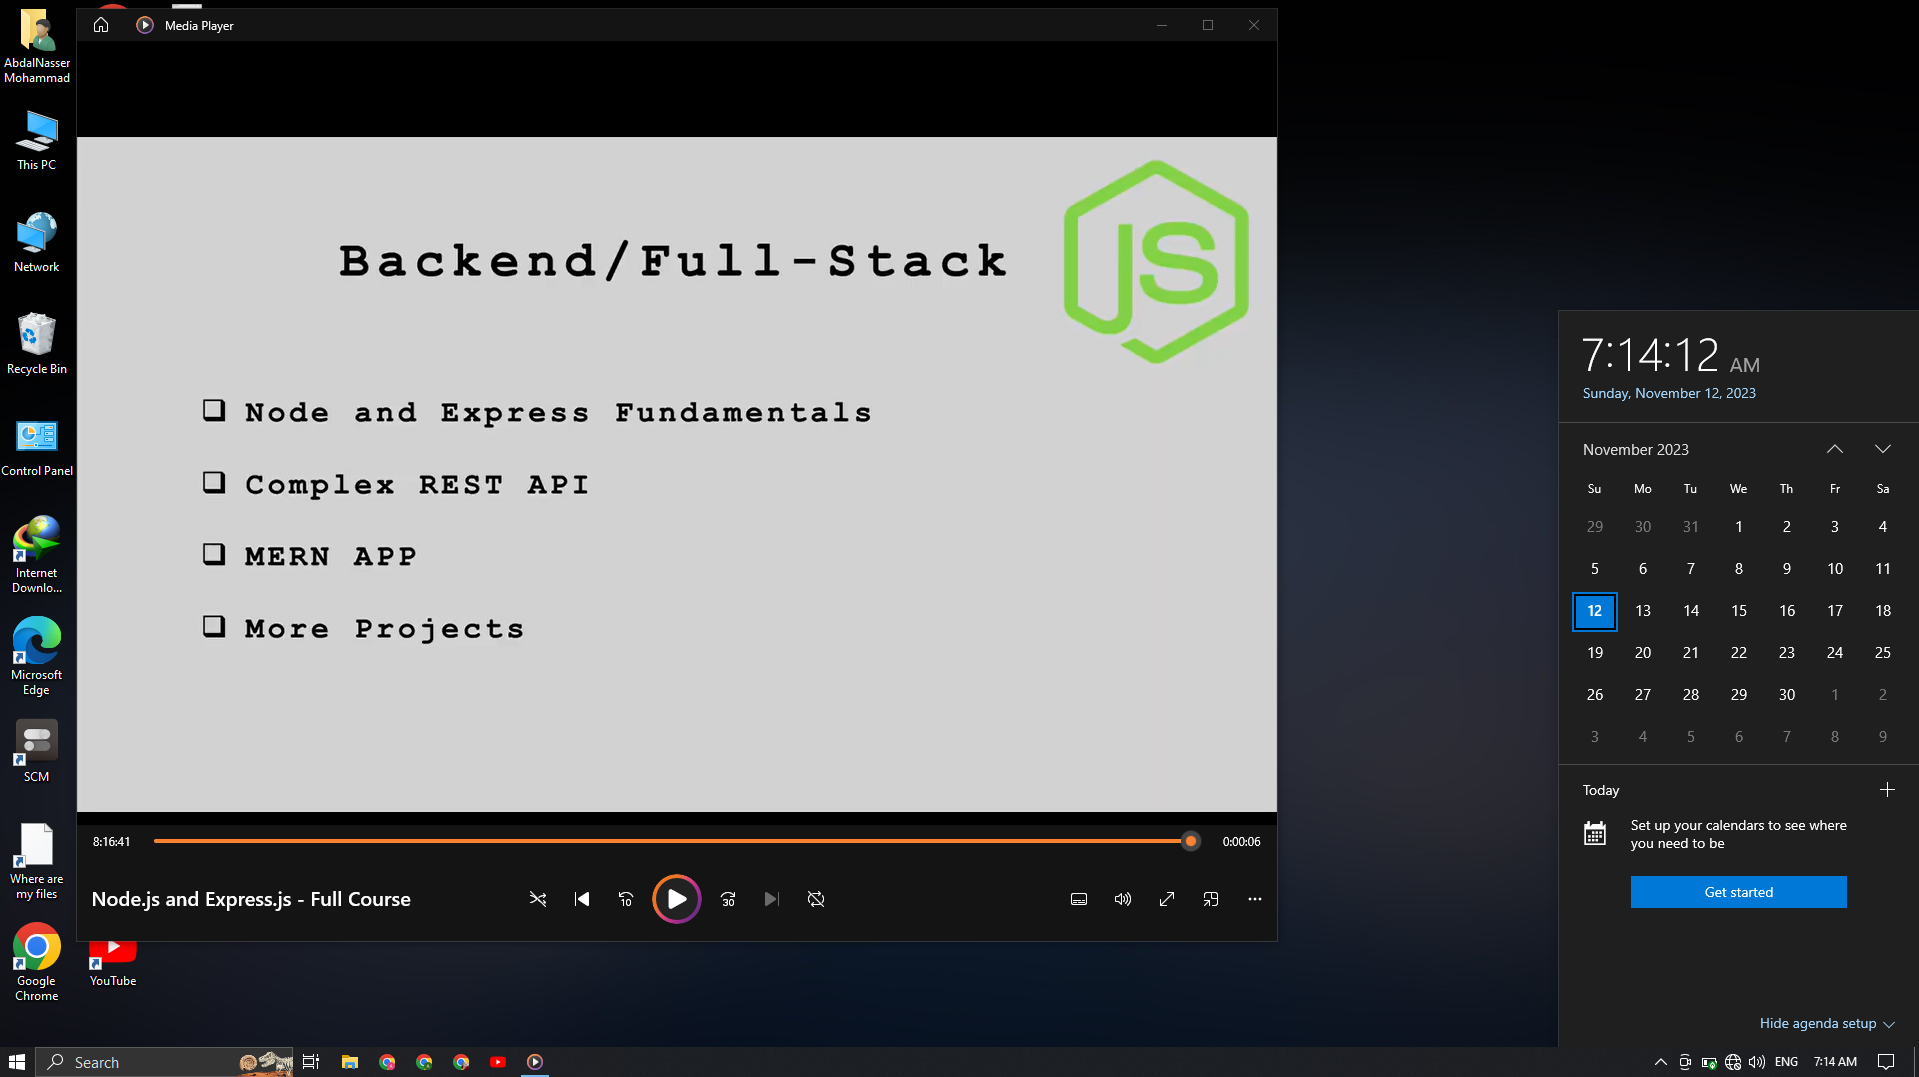 AbdalNasser
Mohammad
This PC
Network
Recycle Bin
Control Panel
Internet
Downlo...
Microsoft
Edge
SCM
Where are
my files
Google
Chrome
YouTube
Media Player
Backend/Full-Stack
JS
Node and Express Fundamentals
Complex REST API
MERN APP
More Projects
8:16:41
0:00:06
Node.js and Express.js - Full Course
10
30
7:14:12 AM
Sunday, November 12, 2023
November 2023
Su Mo Tu We Th Fr Sa
29 30 31 1 2 3 4
5 6 7 8 9 10 11
12 13 14 15 16 17 18
19 20 21 22 23 24 25
26 27 28 29 30 1 2
3 4 5 6 7 8 9
Today
Set up your calendars to see where
you need to be
Get started
Hide agenda setup
Search
ENG
7:14 AM